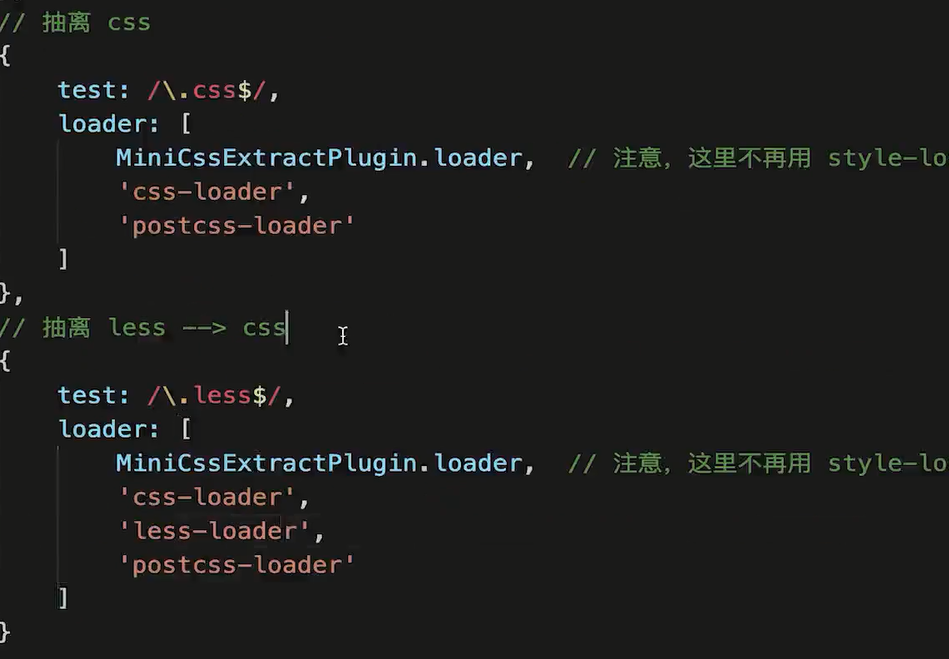 // 抽离 css
{
    test: /\.css$/,
    loader: [
        MiniCssExtractPlugin.loader,  // 注意，这里不再用 style-lo
        'css-loader',
        'postcss-loader'
    ]
},
// 抽离 less --> css
{
    test: /\.less$/,
    loader: [
        MiniCssExtractPlugin.loader,  // 注意，这里不再用 style-lo
        'css-loader',
        'less-loader',
        'postcss-loader'
    ]
}